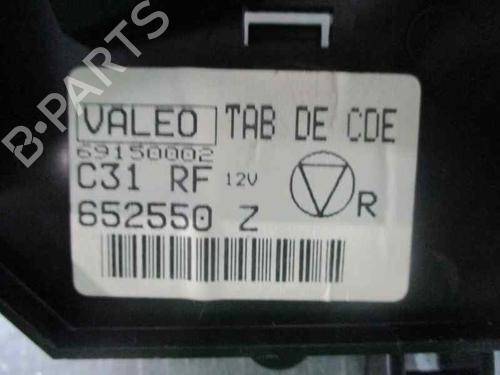 B-PARTS
VALEO TAB DE CDE
69150002
C31 RF 12V
R
652550 Z